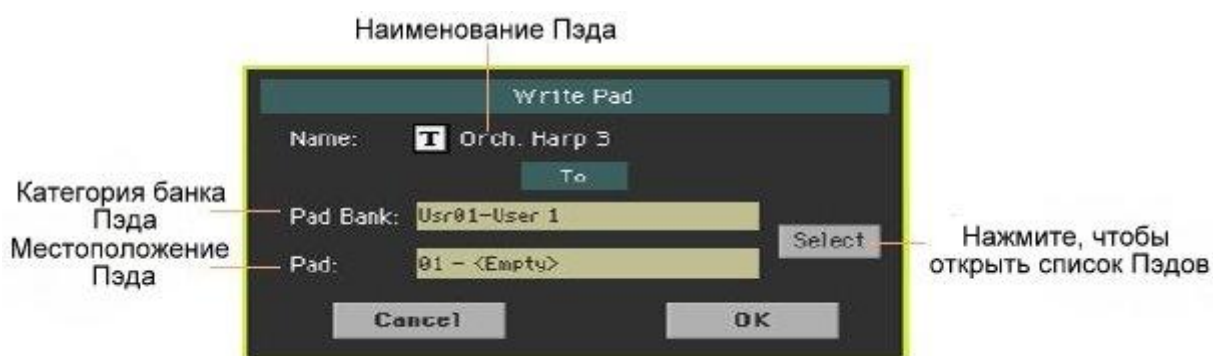 Наименование Пэда
Write Pad
Name: T Orch. Harp 3
To
Категория банка
Пэда
Pad Bank: Usr01-User 1
Местоположение
Пэда
Pad: 01 - <Empty>
Select
Нажмите, чтобы
открыть список Пэдов
Cancel OK